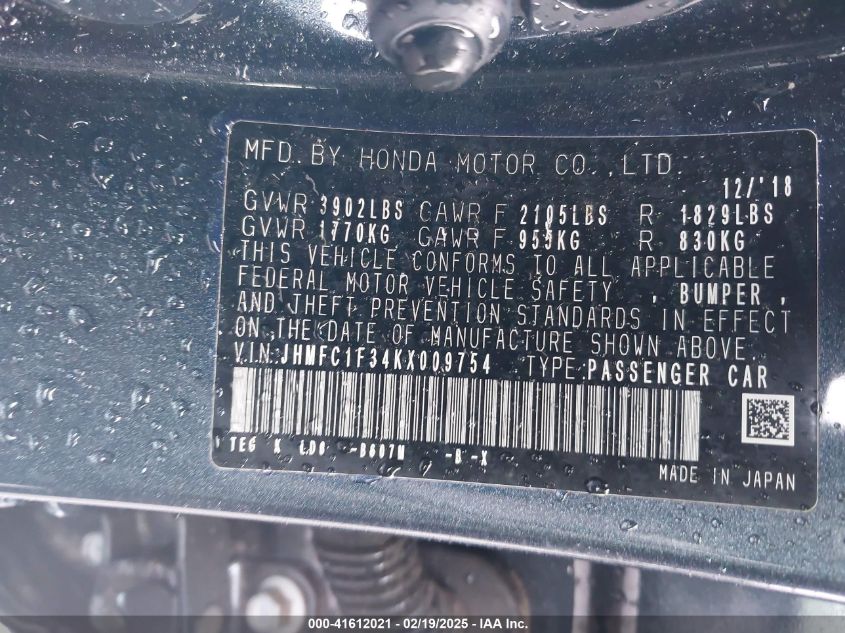 MFD. BY HONDA MOTOR CO., LTD.
12/'18
GVWR 3902LBS GAWR F 2105LBS R 1829LBS
GVWR 1770KG GAWR F 955KG R 830KG
THIS VEHICLE CONFORMS TO ALL APPLICABLE
FEDERAL MOTOR VEHICLE SAFETY , BUMPER ,
AND THEFT PREVENTION STANDARDS IN EFFECT
ON THE DATE OF MANUFACTURE SHOWN ABOVE.
VIN:JHMFC1F34KX009754 TYPE:PASSENGER CAR
TEG X LD0 -B607M -B -X
MADE IN JAPAN
000-41612021 - 02/19/2025 - IAA Inc.